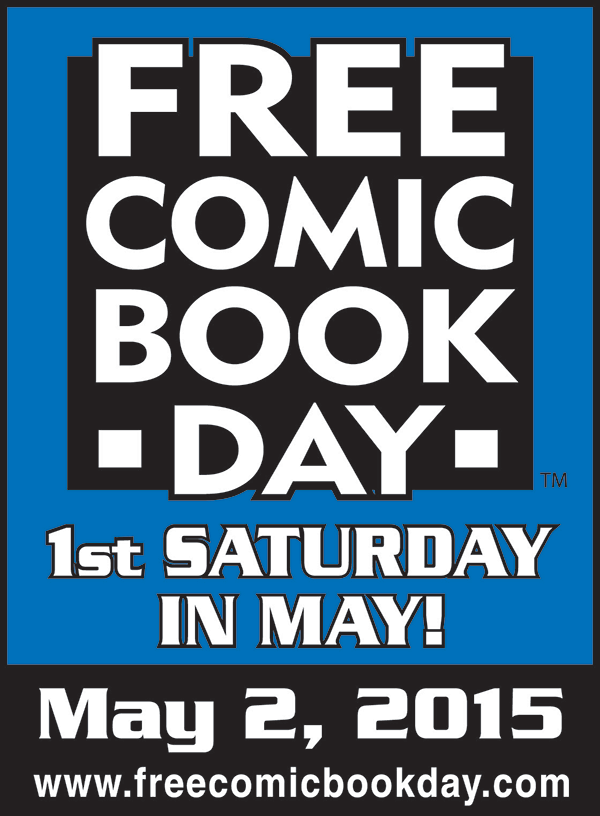 FREE
COMIC
BOOK
▪ DAY ▪ ™
1st SATURDAY
IN MAY!
May 2, 2015
www.freecomicbookday.com